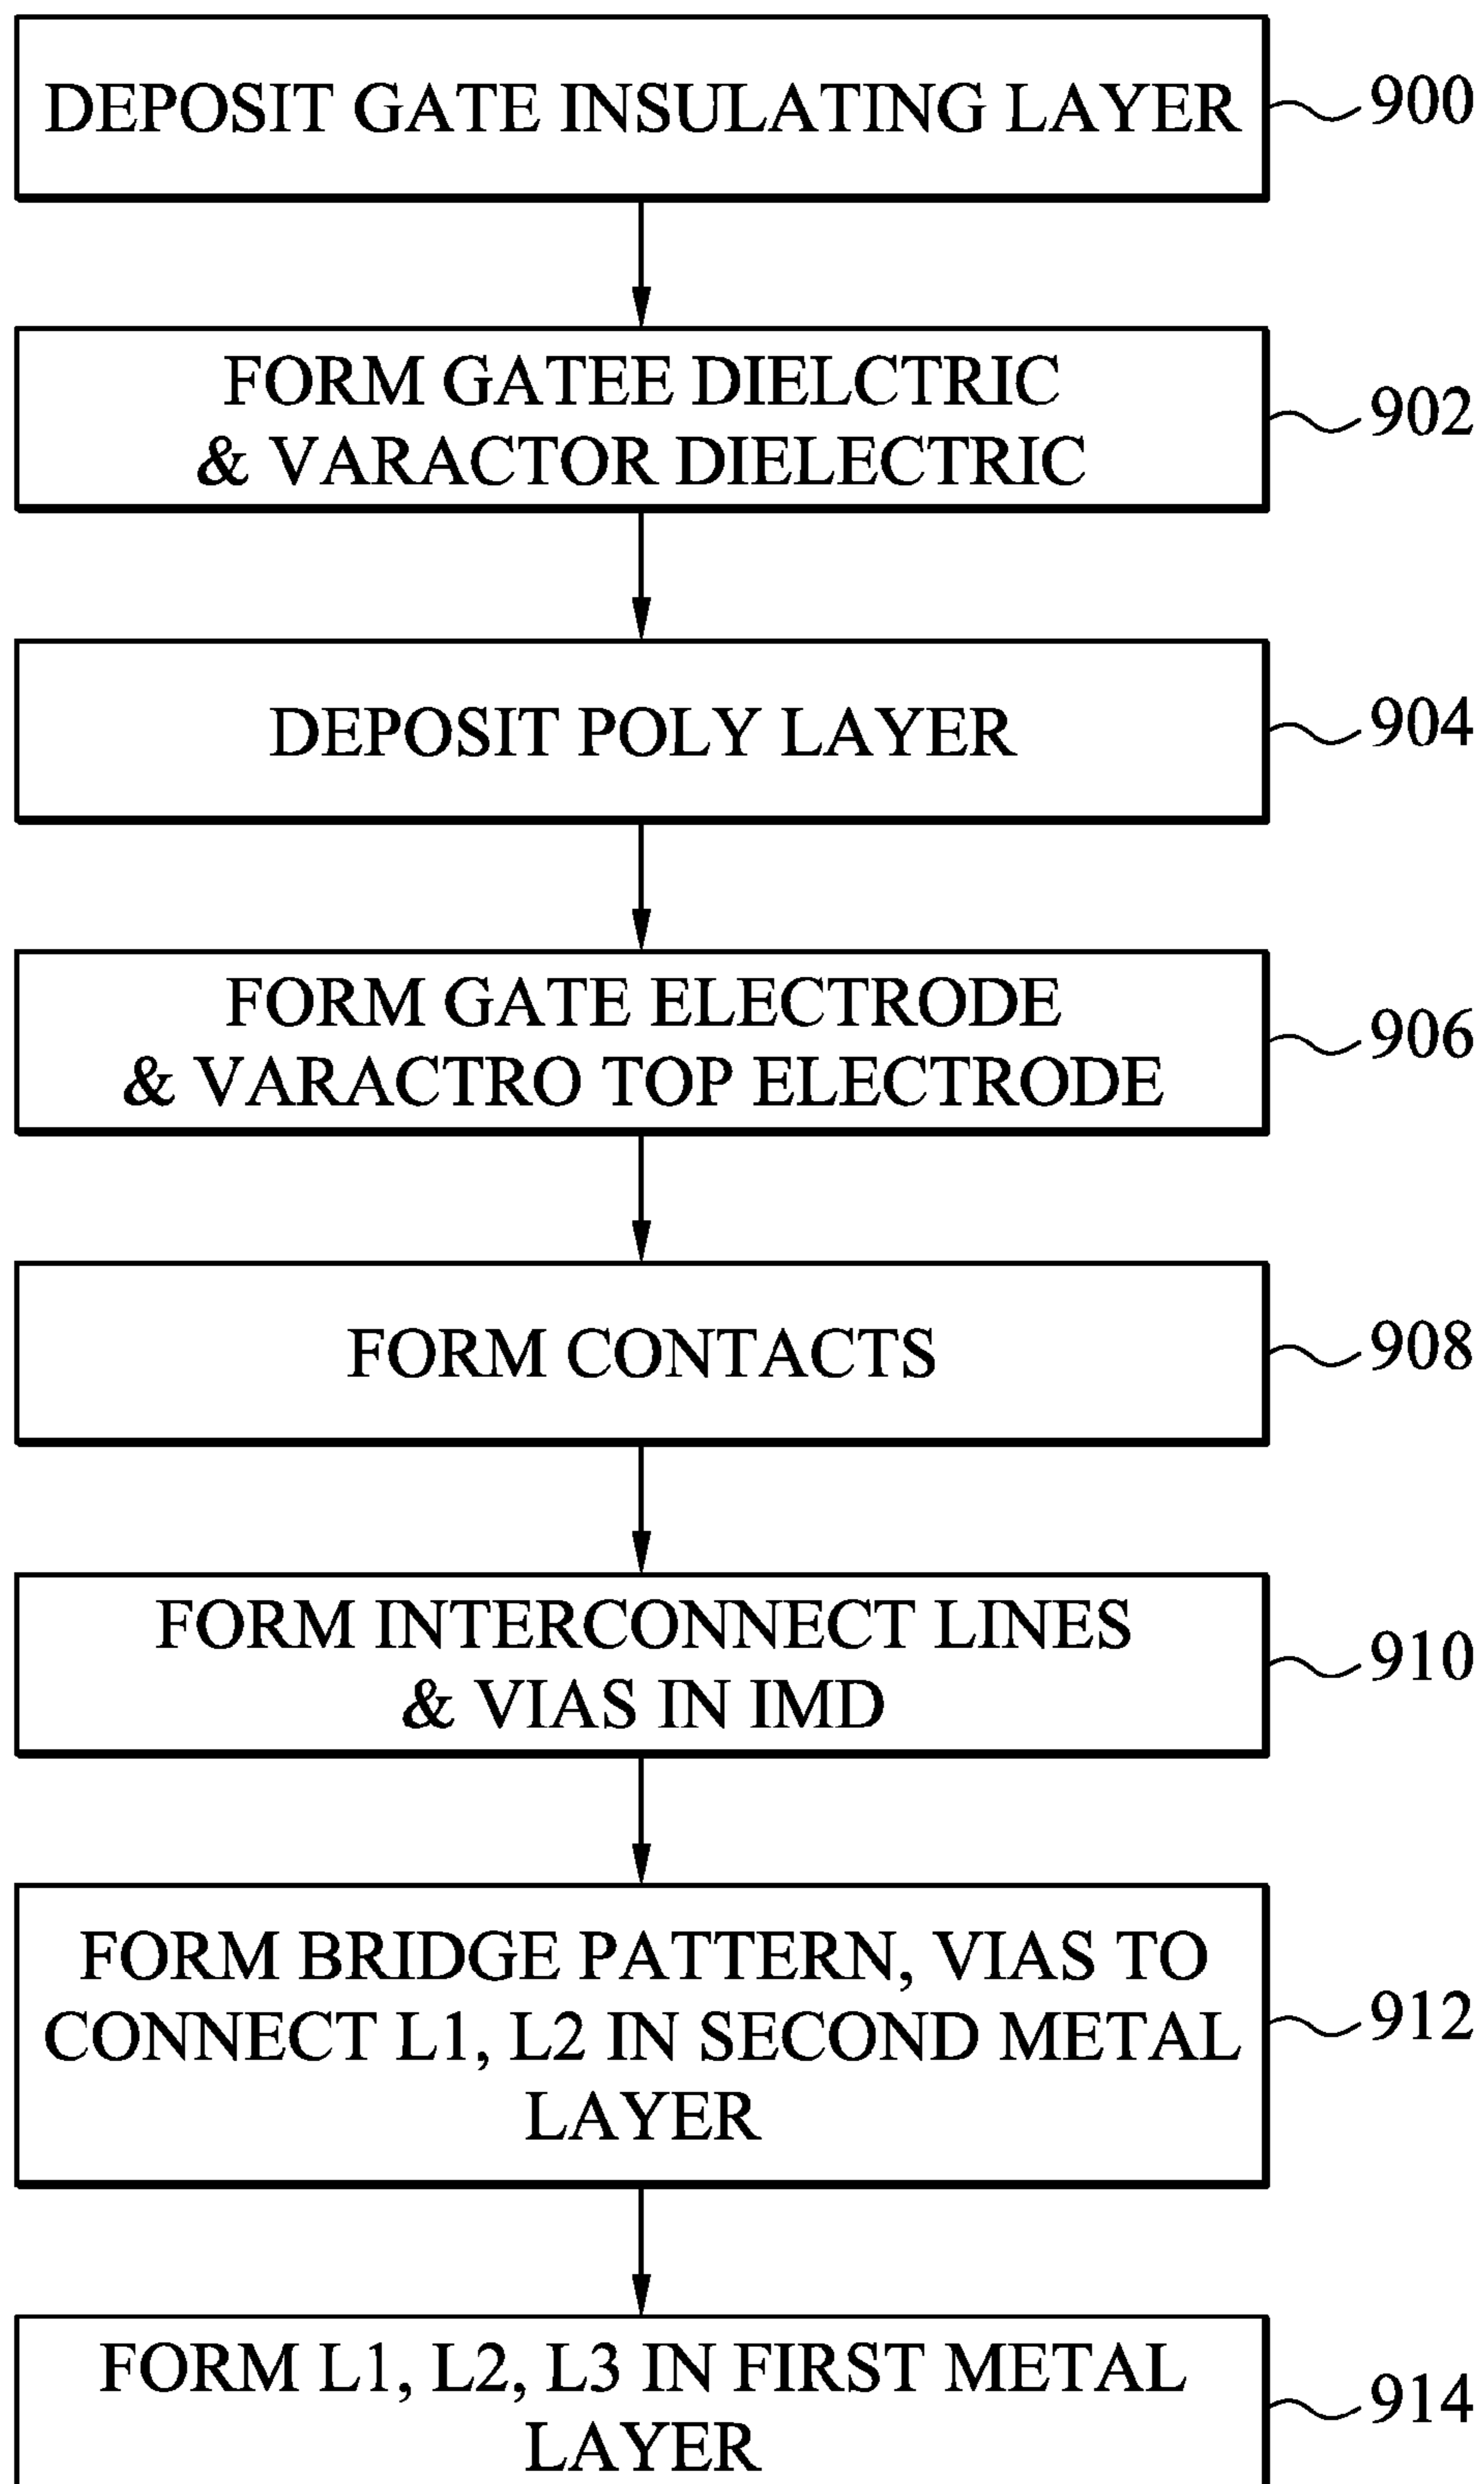 DEPOSIT GATE INSULATING LAYER
900
FORM GATEE DIELCTRIC
& VARACTOR DIELECTRIC
902
DEPOSIT POLY LAYER
904
FORM GATE ELECTRODE
& VARACTRO TOP ELECTRODE
906
FORM CONTACTS
908
FORM INTERCONNECT LINES
& VIAS IN IMD
910
FORM BRIDGE PATTERN, VIAS TO
CONNECT L1, L2 IN SECOND METAL
LAYER
912
FORM L1, L2, L3 IN FIRST METAL
LAYER
914